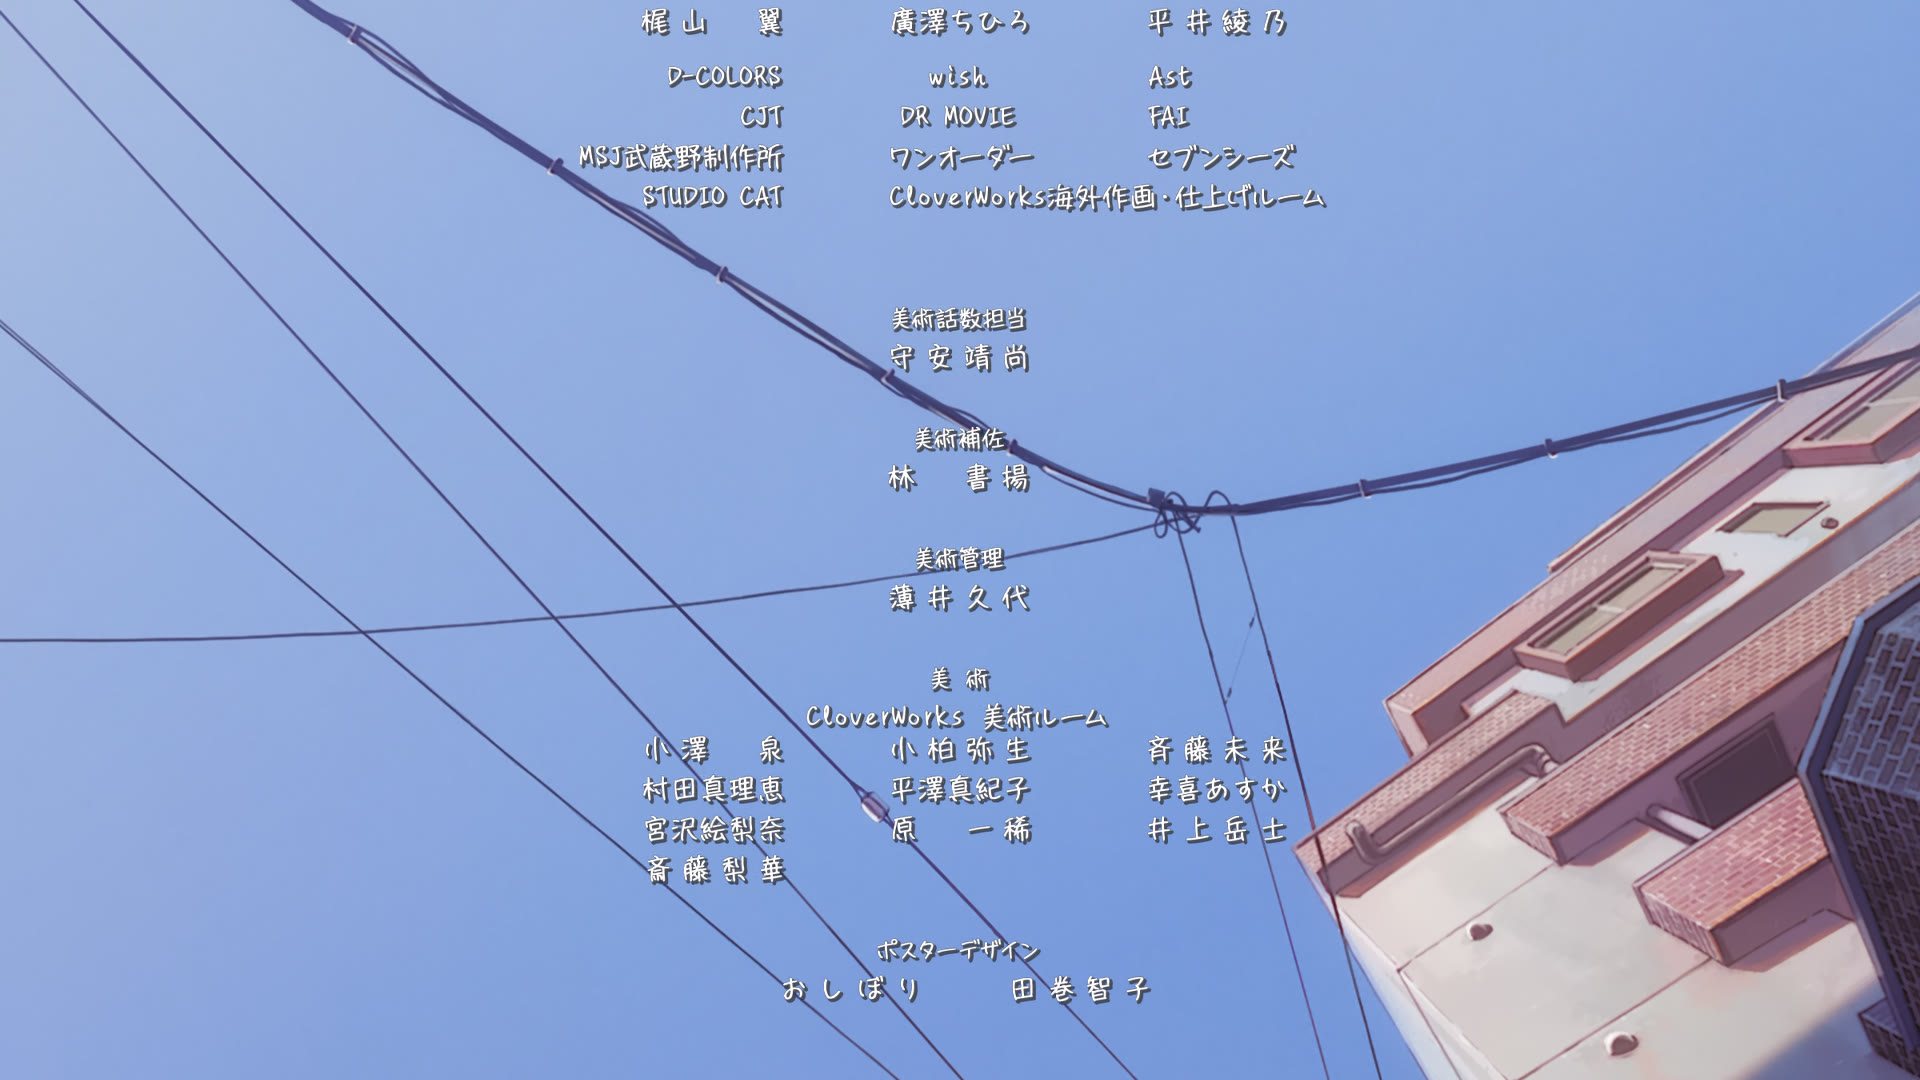 梶山 翼 廣澤ちひろ 平井綾乃
D-COLORS wish Ast
CJT DR MOVIE FAI
MSJ武蔵野制作所 ワンオーダー セブンシーズ
STUDIO CAT CloverWorks海外作画・仕上げルーム
美術話数担当
守安靖尚
美術補佐
林 書揚
美術管理
薄井久代
美術
CloverWorks 美術ルーム
小澤 泉 小柏弥生 斉藤未来
村田真理恵 平澤真紀子 幸喜あすか
宮沢絵梨奈 原 一稀 井上岳士
斎藤梨華
ポスターデザイン
おしぼり 田巻智子